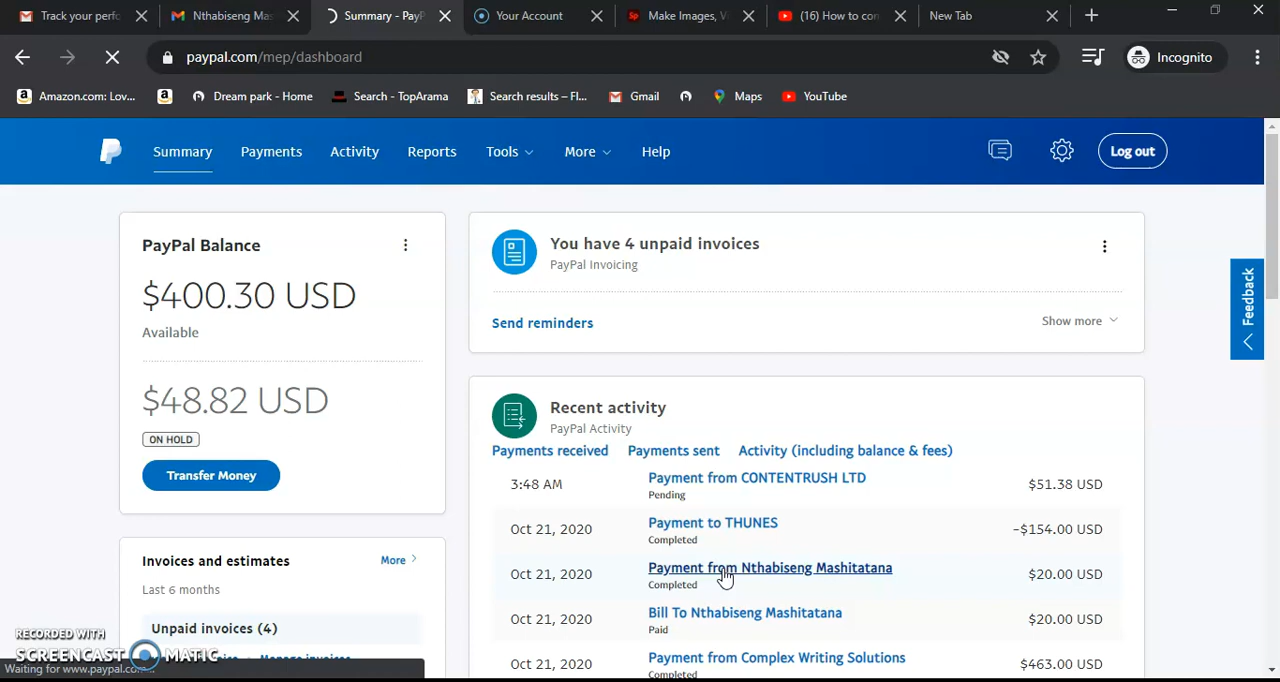 Track your perfo
Nthabiseng Mas
Summary - PayP
Your Account
Make Images, V
(16) How to con
New Tab
paypal.com/mep/dashboard
Incognito
Amazon.com: Lov...
Dream park - Home
Search - TopArama
Search results – Fl...
Gmail
Maps
YouTube
Summary
Payments
Activity
Reports
Tools
More
Help
Log out
PayPal Balance
$400.30 USD
Available
$48.82 USD
ON HOLD
Transfer Money
You have 4 unpaid invoices
PayPal Invoicing
Send reminders
Show more
Feedback
Recent activity
PayPal Activity
Payments received Payments sent Activity (including balance & fees)
3:48 AM Payment from CONTENTRUSH LTD $51.38 USD
Pending
Oct 21, 2020 Payment to THUNES -$154.00 USD
Completed
Oct 21, 2020 Payment from Nthabiseng Mashitatana $20.00 USD
Completed
Oct 21, 2020 Bill To Nthabiseng Mashitatana $20.00 USD
Paid
Oct 21, 2020 Payment from Complex Writing Solutions $463.00 USD
Completed
Invoices and estimates More
Last 6 months
Unpaid invoices (4)
Manage invoices
RECORDED WITH
SCREENCAST MATIC
Waiting for www.paypal.com...